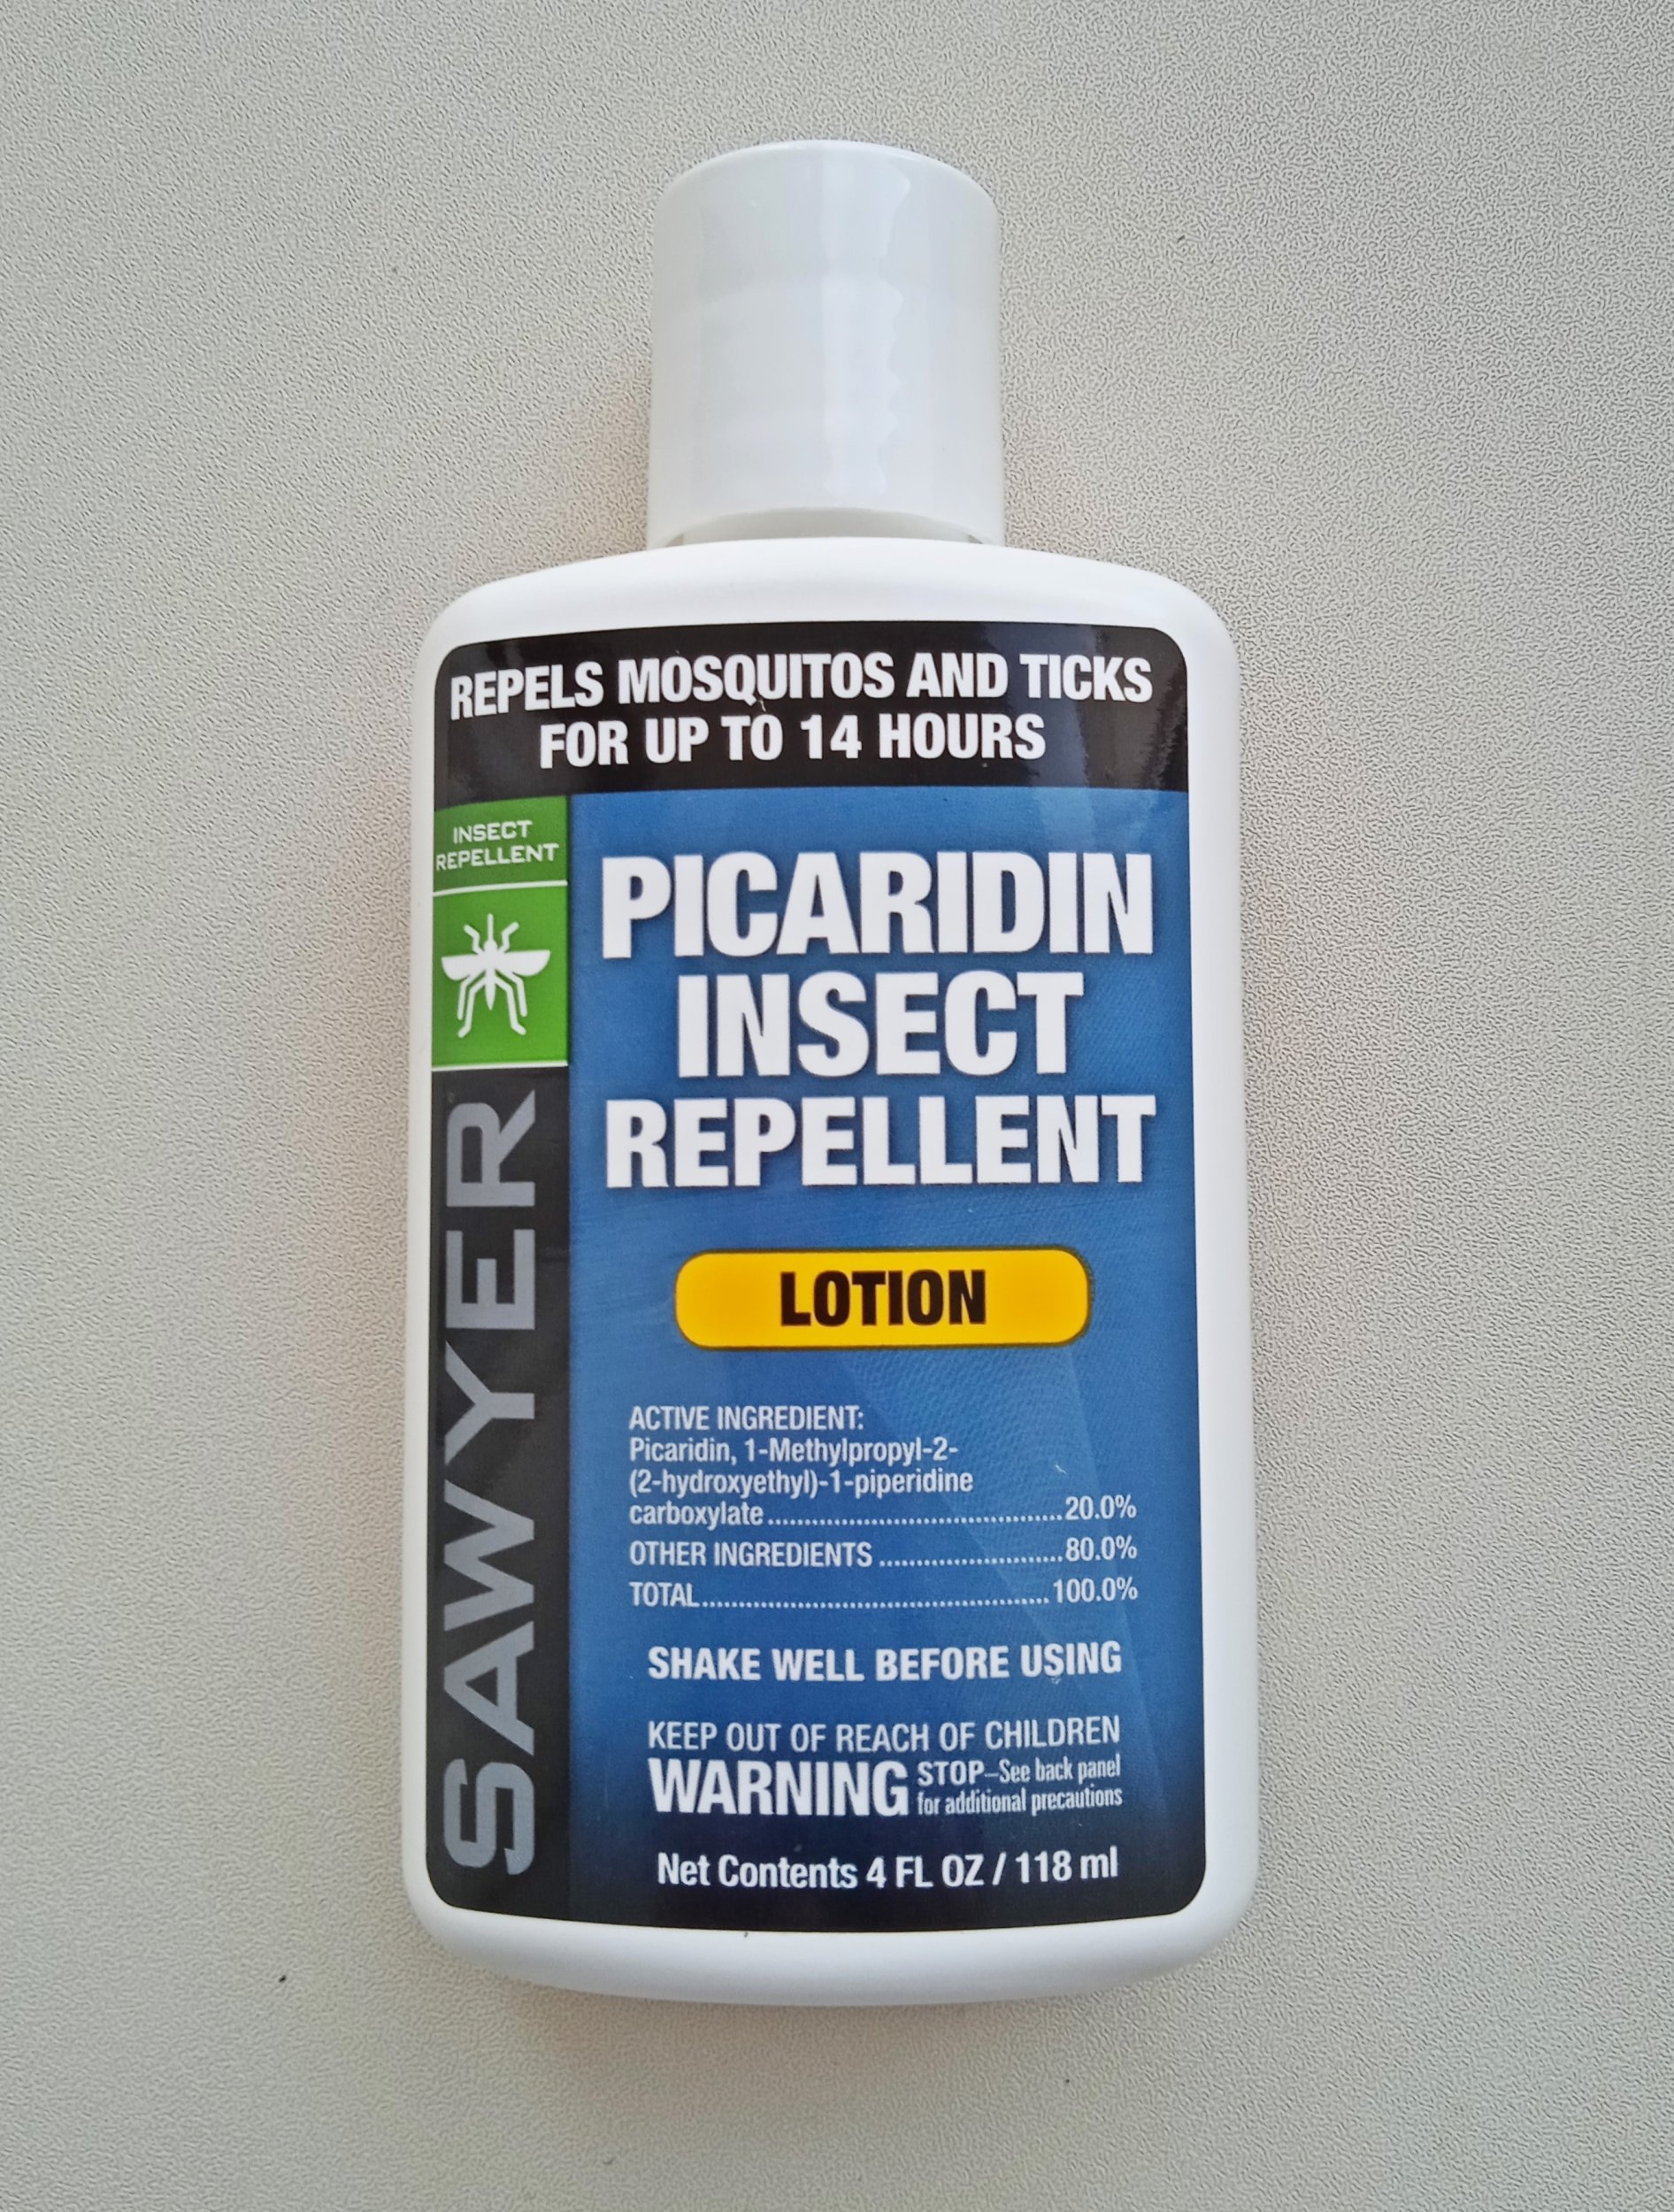 REPELS MOSQUITOS AND TICKS
FOR UP TO 14 HOURS
INSECT
REPELLENT
SAWYER
PICARIDIN
INSECT
REPELLENT
LOTION
ACTIVE INGREDIENT:
Picaridin, 1-Methylpropyl-2-
(2-hydroxyethyl)-1-piperidine
carboxylate....................................20.0%
OTHER INGREDIENTS.......................80.0%
TOTAL..........................................100.0%
SHAKE WELL BEFORE USING
KEEP OUT OF REACH OF CHILDREN
WARNING STOP–See back panel
for additional precautions
Net Contents 4 FL OZ / 118 ml